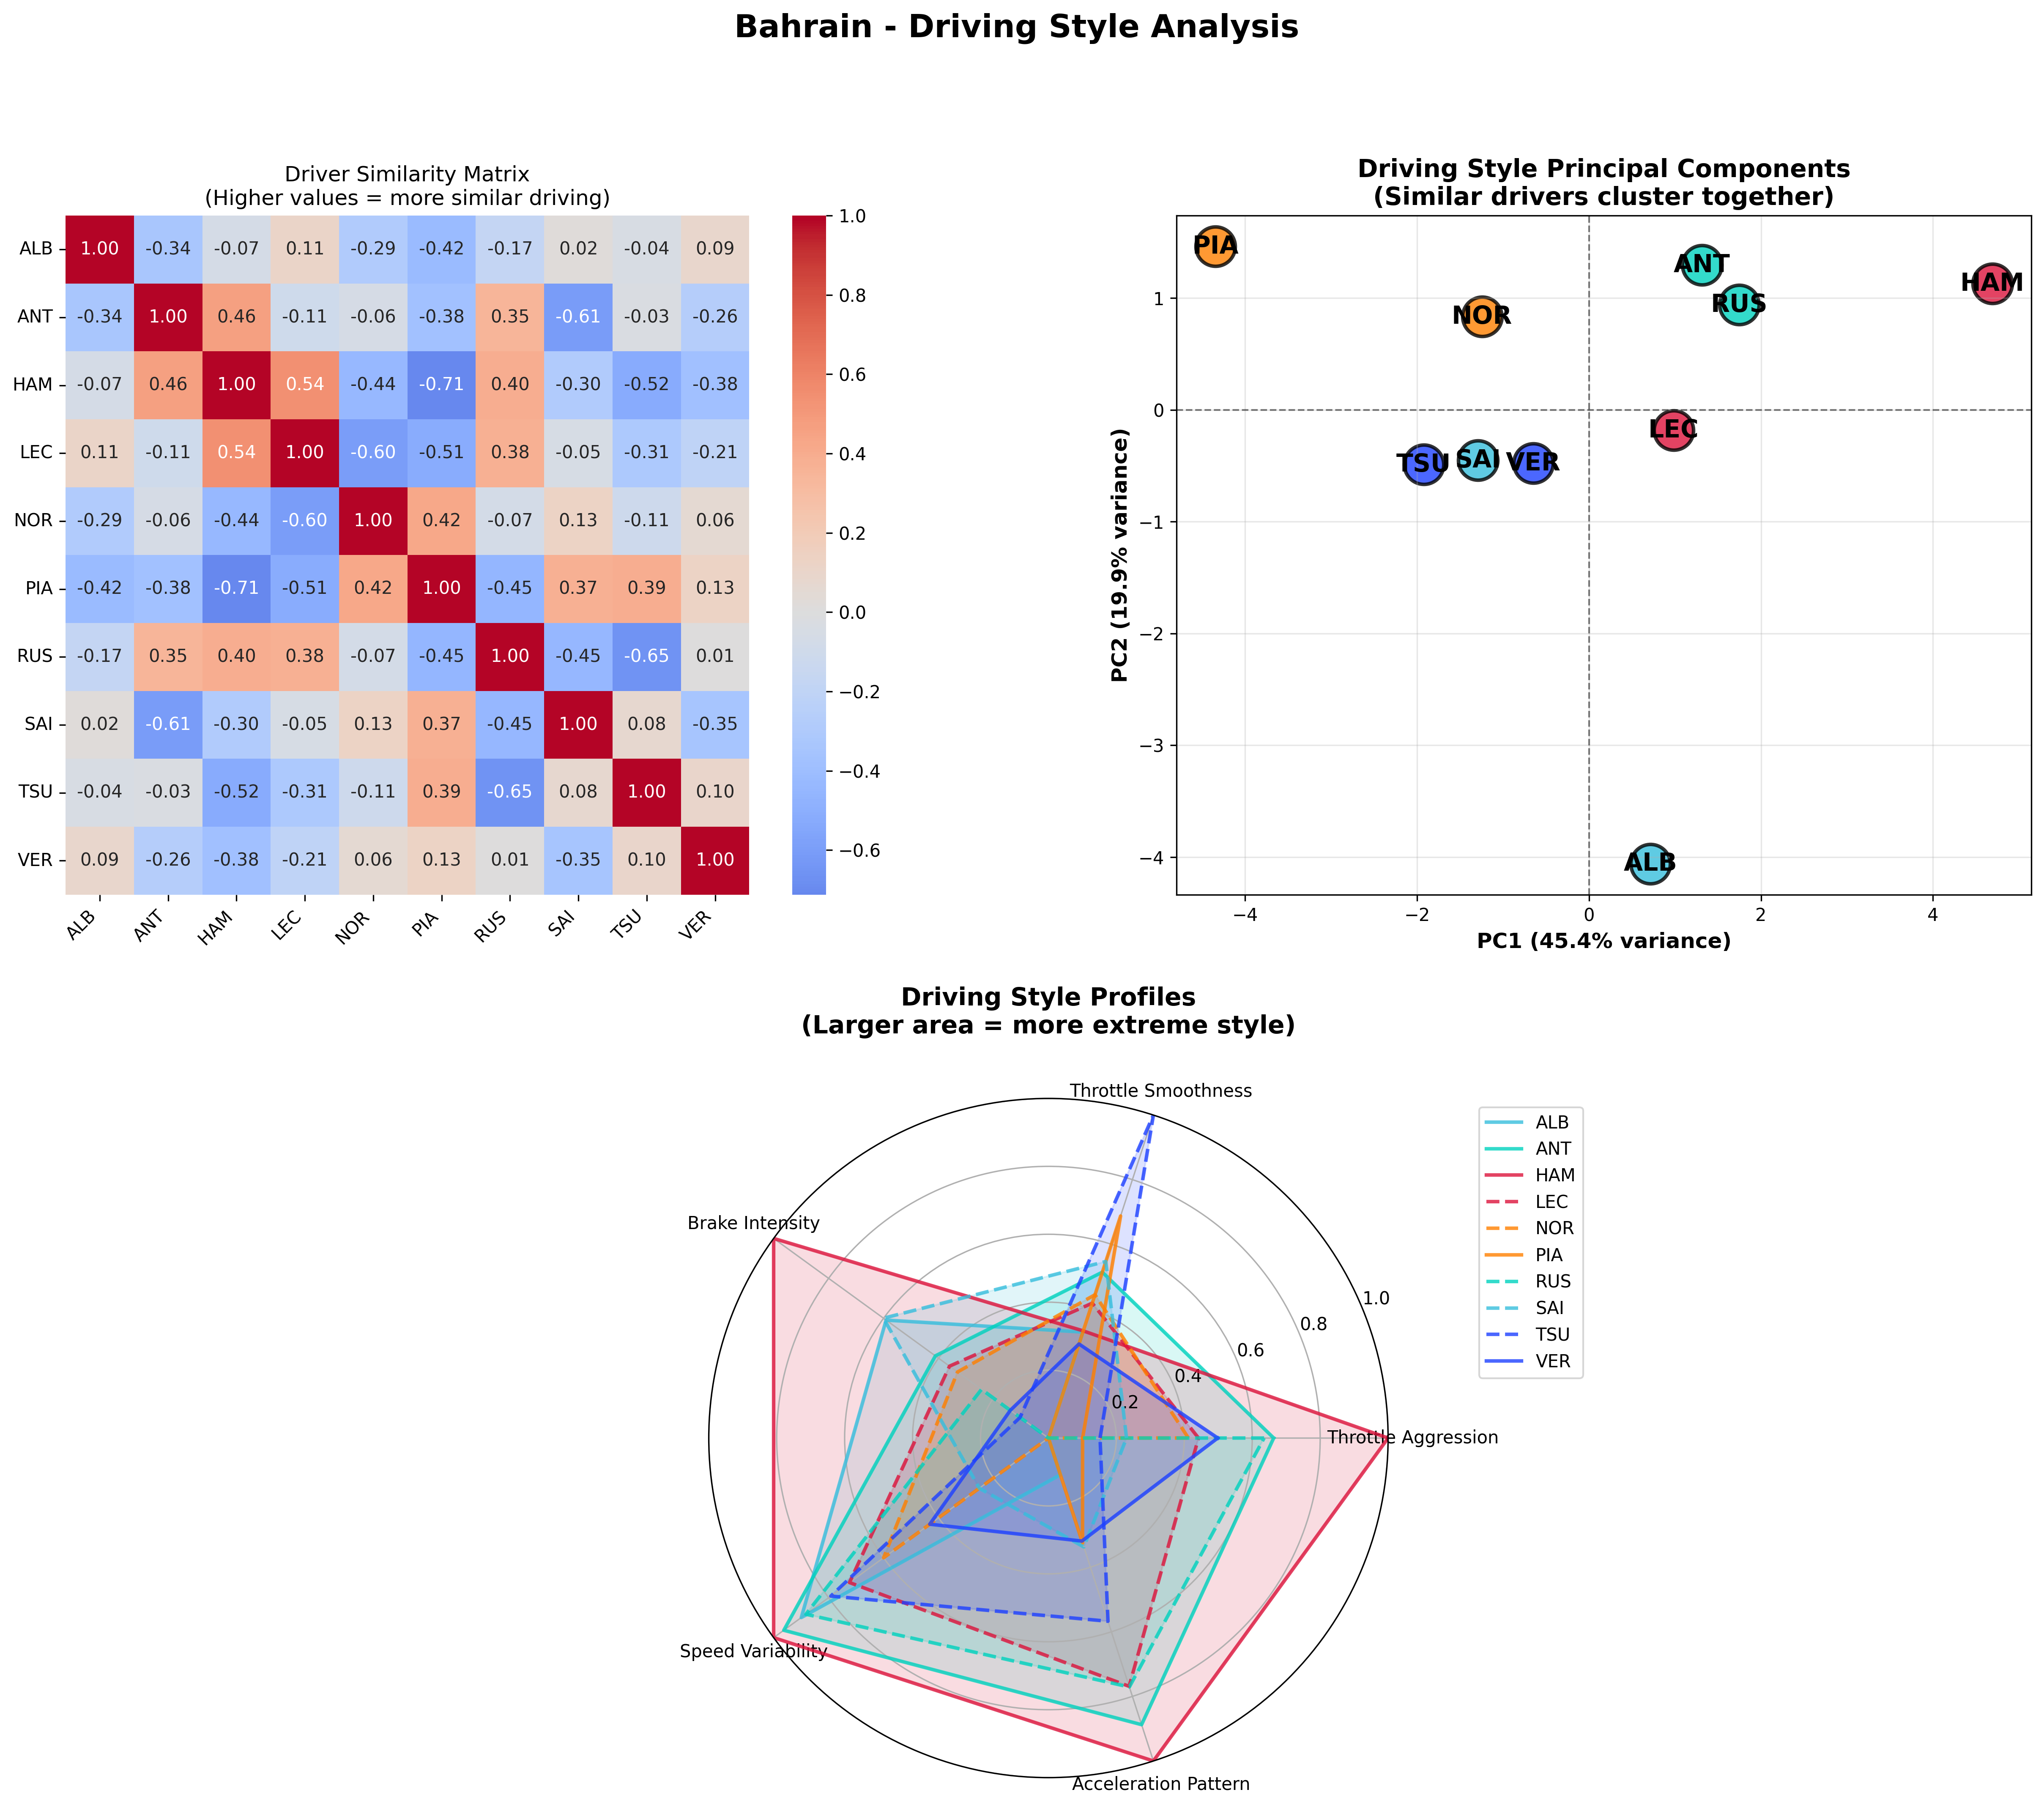 Bahrain - Driving Style Analysis
Driver Similarity Matrix
(Higher values = more similar driving)
ALB 1.00 -0.34 -0.07 0.11 -0.29 -0.42 -0.17 0.02 -0.04 0.09
ANT -0.34 1.00 0.46 -0.11 -0.06 -0.38 0.35 -0.61 -0.03 -0.26
HAM -0.07 0.46 1.00 0.54 -0.44 -0.71 0.40 -0.30 -0.52 -0.38
LEC 0.11 -0.11 0.54 1.00 -0.60 -0.51 0.38 -0.05 -0.31 -0.21
NOR -0.29 -0.06 -0.44 -0.60 1.00 0.42 -0.07 0.13 -0.11 0.06
PIA -0.42 -0.38 -0.71 -0.51 0.42 1.00 -0.45 0.37 0.39 0.13
RUS -0.17 0.35 0.40 0.38 -0.07 -0.45 1.00 -0.45 -0.65 0.01
SAI 0.02 -0.61 -0.30 -0.05 0.13 0.37 -0.45 1.00 0.08 -0.35
TSU -0.04 -0.03 -0.52 -0.31 -0.11 0.39 -0.65 0.08 1.00 0.10
VER 0.09 -0.26 -0.38 -0.21 0.06 0.13 0.01 -0.35 0.10 1.00
ALB ANT HAM LEC NOR PIA RUS SAI TSU VER
1.0
0.8
0.6
0.4
0.2
0.0
−0.2
−0.4
−0.6
Driving Style Principal Components
(Similar drivers cluster together)
PIA
ANT
HAM
RUS
NOR
LEC
TSU
SAI
VER
ALB
1
0
−1
−2
−3
−4
PC2 (19.9% variance)
−4 −2 0 2 4
PC1 (45.4% variance)
Driving Style Profiles
(Larger area = more extreme style)
Throttle Smoothness
Brake Intensity
Throttle Aggression
Speed Variability
Acceleration Pattern
1.0
0.8
0.6
0.4
0.2
ALB
ANT
HAM
LEC
NOR
PIA
RUS
SAI
TSU
VER